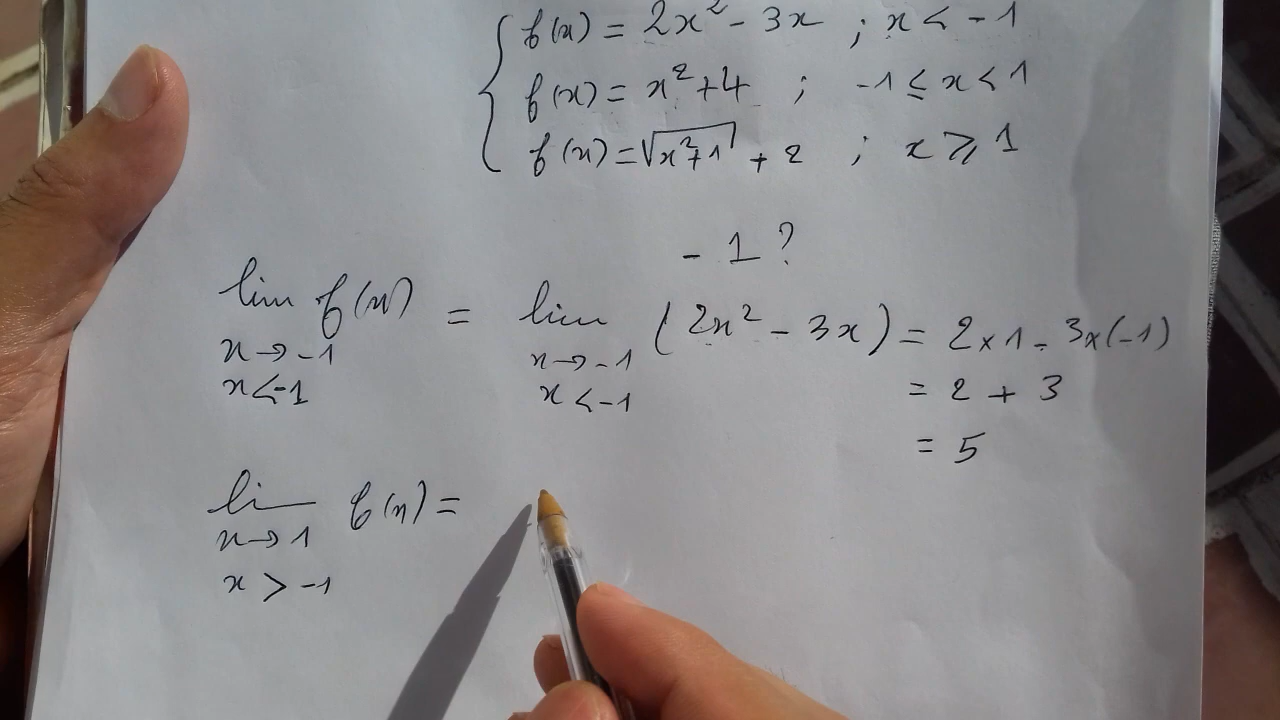 f(x) = 2x² - 3x ; x < -1
f(x) = x² + 4 ; -1 ≤ x < 1
f(x) = √(x² + 1) + 2 ; x ≥ 1
- 1 ?
lim f(x) = lim (2x² - 3x) = 2 × 1 - 3 × (-1)
x → -1 x → -1
x < -1 x < -1
= 2 + 3
= 5
lim f(x) =
x → 1
x > -1